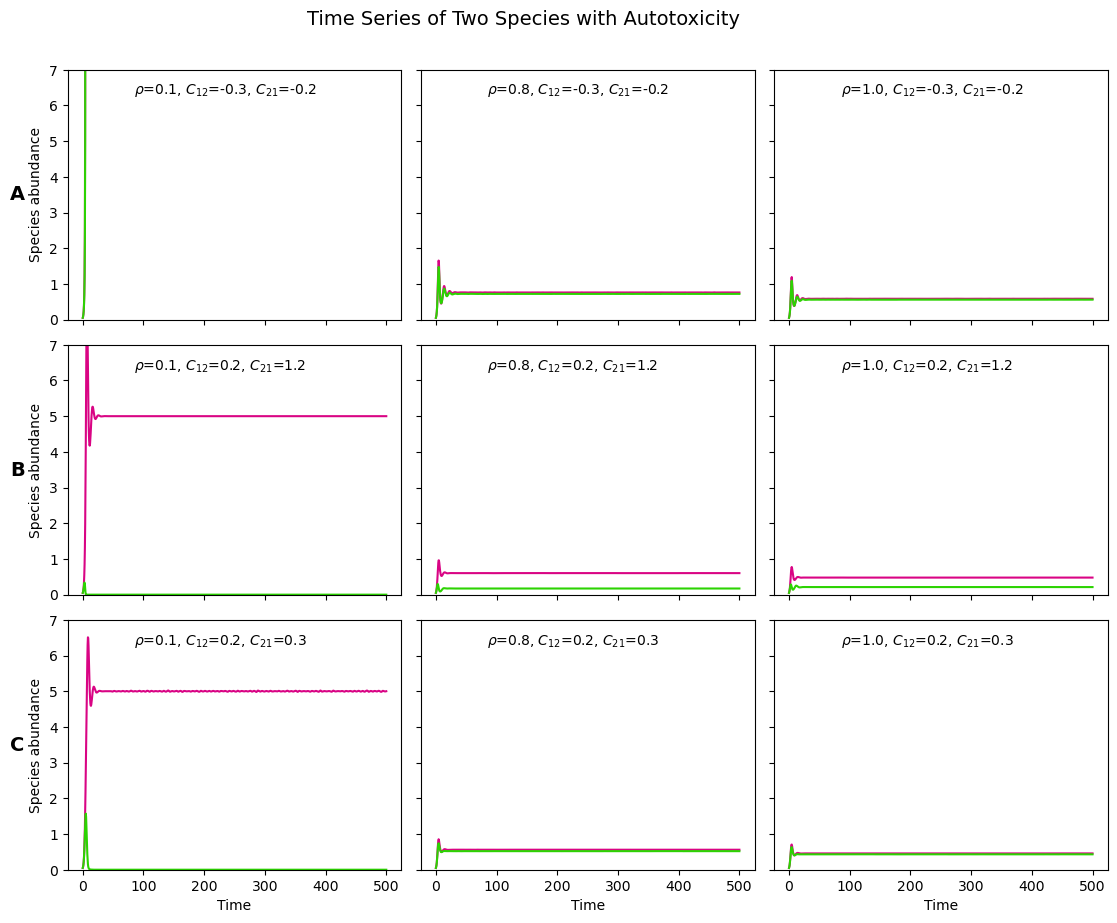 Time Series of Two Species with Autotoxicity
A
Species abundance
7
6
5
4
3
2
1
0
ρ=0.1, C₁₂=-0.3, C₂₁=-0.2
ρ=0.8, C₁₂=-0.3, C₂₁=-0.2
ρ=1.0, C₁₂=-0.3, C₂₁=-0.2
B
Species abundance
7
6
5
4
3
2
1
0
ρ=0.1, C₁₂=0.2, C₂₁=1.2
ρ=0.8, C₁₂=0.2, C₂₁=1.2
ρ=1.0, C₁₂=0.2, C₂₁=1.2
C
Species abundance
7
6
5
4
3
2
1
0
ρ=0.1, C₁₂=0.2, C₂₁=0.3
ρ=0.8, C₁₂=0.2, C₂₁=0.3
ρ=1.0, C₁₂=0.2, C₂₁=0.3
0 100 200 300 400 500
0 100 200 300 400 500
0 100 200 300 400 500
Time
Time
Time